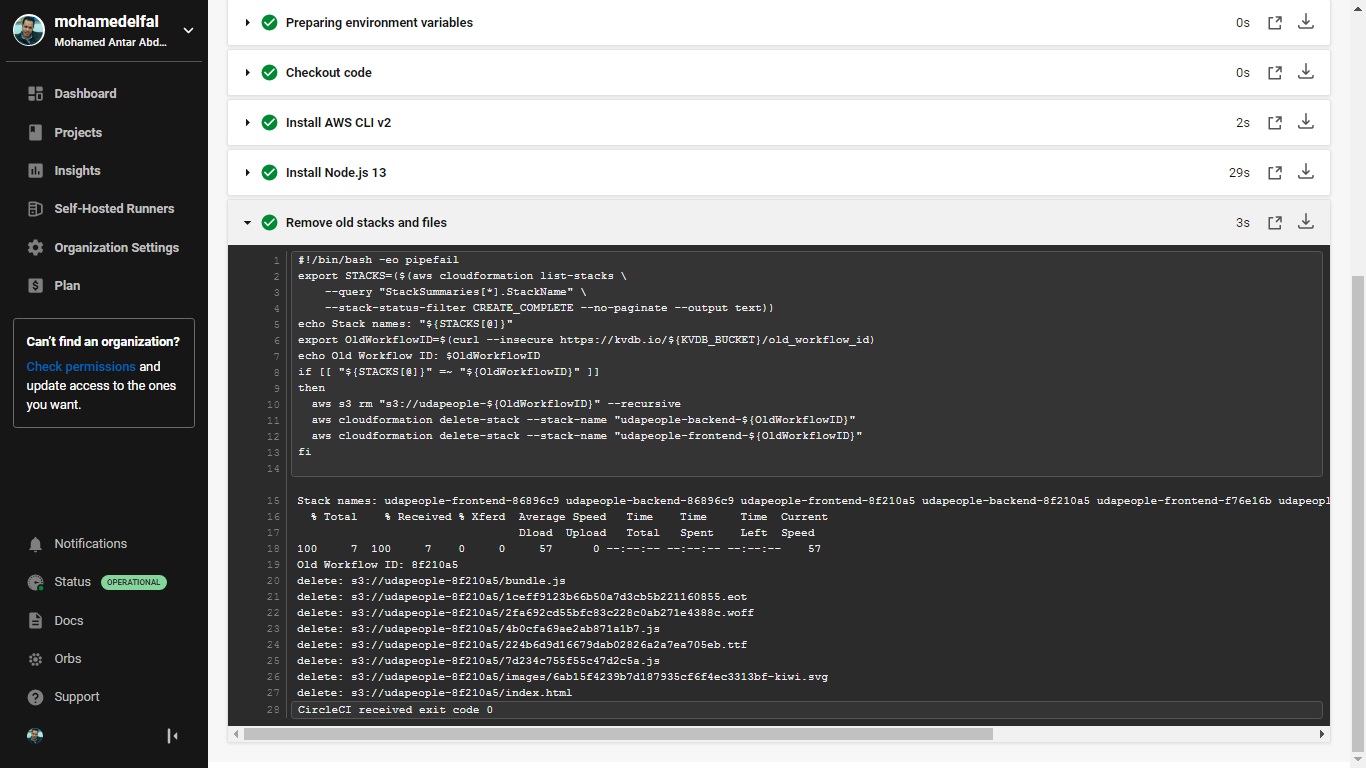 mohamedelfal
Mohamed Antar Abd...
Dashboard
Projects
Insights
Self-Hosted Runners
Organization Settings
Plan
Can't find an organization?
Check permissions and
update access to the ones
you want.
Notifications
Status OPERATIONAL
Docs
Orbs
Support
Preparing environment variables 0s
Checkout code 0s
Install AWS CLI v2 2s
Install Node.js 13 29s
Remove old stacks and files 3s
1 #!/bin/bash -eo pipefail
2 export STACKS=($(aws cloudformation list-stacks \
3 --query "StackSummaries[*].StackName" \
4 --stack-status-filter CREATE_COMPLETE --no-paginate --output text))
5 echo Stack names: "${STACKS[@]}"
6 export OldWorkflowID=$(curl --insecure https://kvdb.io/${KVDB_BUCKET}/old_workflow_id)
7 echo Old Workflow ID: $OldWorkflowID
8 if [[ "${STACKS[@]}" =~ "${OldWorkflowID}" ]]
9 then
10 aws s3 rm "s3://udapeople-${OldWorkflowID}" --recursive
11 aws cloudformation delete-stack --stack-name "udapeople-backend-${OldWorkflowID}"
12 aws cloudformation delete-stack --stack-name "udapeople-frontend-${OldWorkflowID}"
13 fi
14
15 Stack names: udapeople-frontend-86896c9 udapeople-backend-86896c9 udapeople-frontend-8f210a5 udapeople-backend-8f210a5 udapeople-frontend-f76e16b udapeopl
16 % Total % Received % Xferd Average Speed Time Time Time Current
17 Dload Upload Total Spent Left Speed
18 100 7 100 7 0 0 57 0 --:--:-- --:--:-- --:--:-- 57
19 Old Workflow ID: 8f210a5
20 delete: s3://udapeople-8f210a5/bundle.js
21 delete: s3://udapeople-8f210a5/1ceff9123b66b50a7d3cb5b221160855.eot
22 delete: s3://udapeople-8f210a5/2fa692cd55bfc83c228c0ab271e4388c.woff
23 delete: s3://udapeople-8f210a5/4b0cfa69ae2ab871a1b7.js
24 delete: s3://udapeople-8f210a5/224b6d9d16679dab02826a2a7ea705eb.ttf
25 delete: s3://udapeople-8f210a5/7d234c755f55c47d2c5a.js
26 delete: s3://udapeople-8f210a5/images/6ab15f4239b7d187935cf6f4ec3313bf-kiwi.svg
27 delete: s3://udapeople-8f210a5/index.html
28 CircleCI received exit code 0